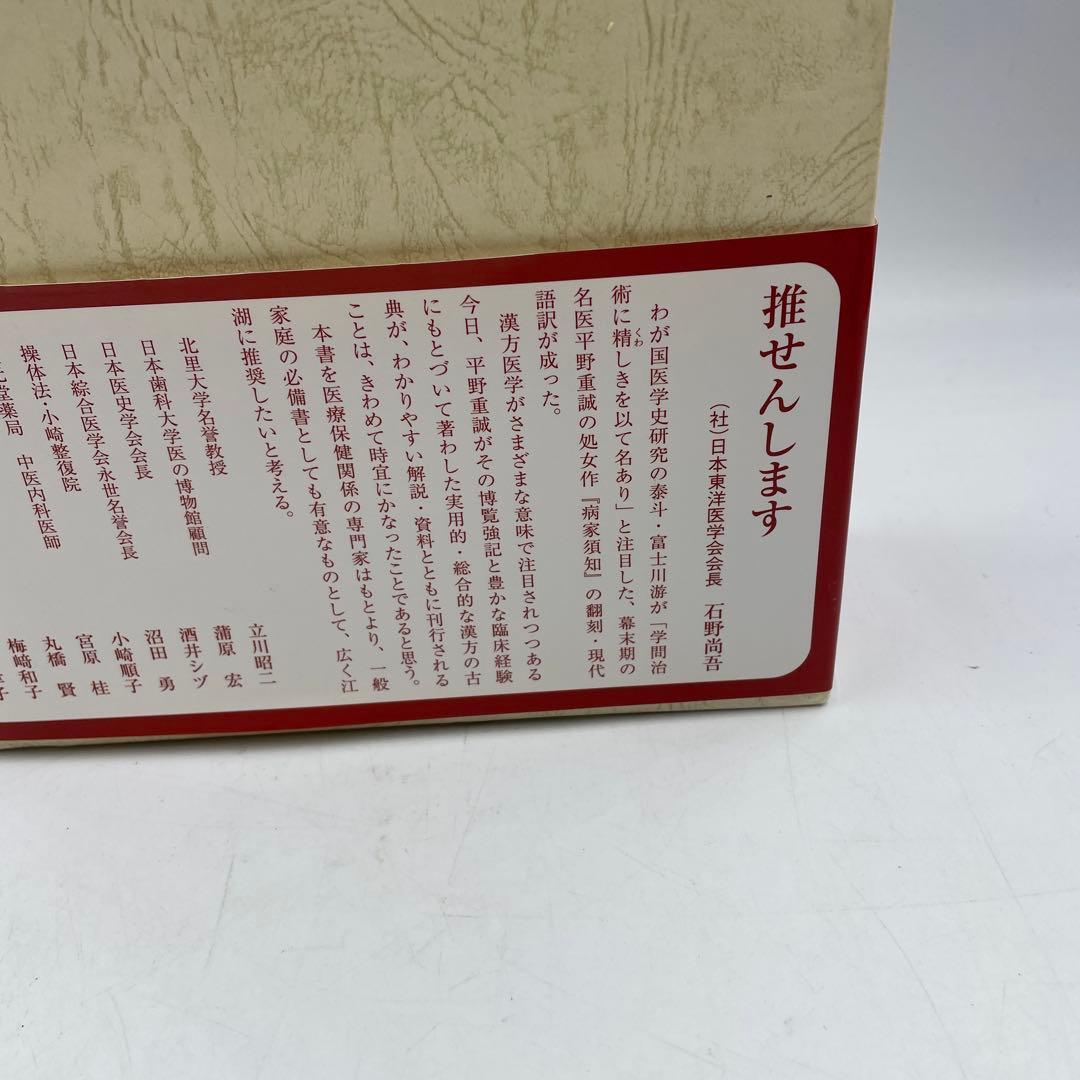 推せんします
(社)日本東洋医学会会長 石野尚吾
わが国医学史研究の泰斗・富士川游が「学問治
術に精しきを以て名あり」と注目した、幕末期の
くわ
名医平野重誠の処女作『病家須知』の翻刻・現代
語訳が成った。
漢方医学がさまざまな意味で注目されつつある
今日、平野重誠がその博覧強記と豊かな臨床経験
にもとづいて著わした実用的・総合的な漢方の古
典が、わかりやすい解説・資料とともに刊行される
ことは、きわめて時宜にかなったことであると思う。
本書を医療保健関係の専門家はもとより、一般
家庭の必備書としても有意なものとして、広く江
湖に推奨したいと考える。
北里大学名誉教授 立川昭二
日本歯科大学医の博物館顧問 蒲原 宏
日本医史学会会長 酒井シヅ
日本綜合医学会永世名誉会長 沼田 勇
操体法・小崎整復院 小崎順子
堂薬局 中医内科医師 宮原 桂
丸橋 賢
梅﨑和子
子